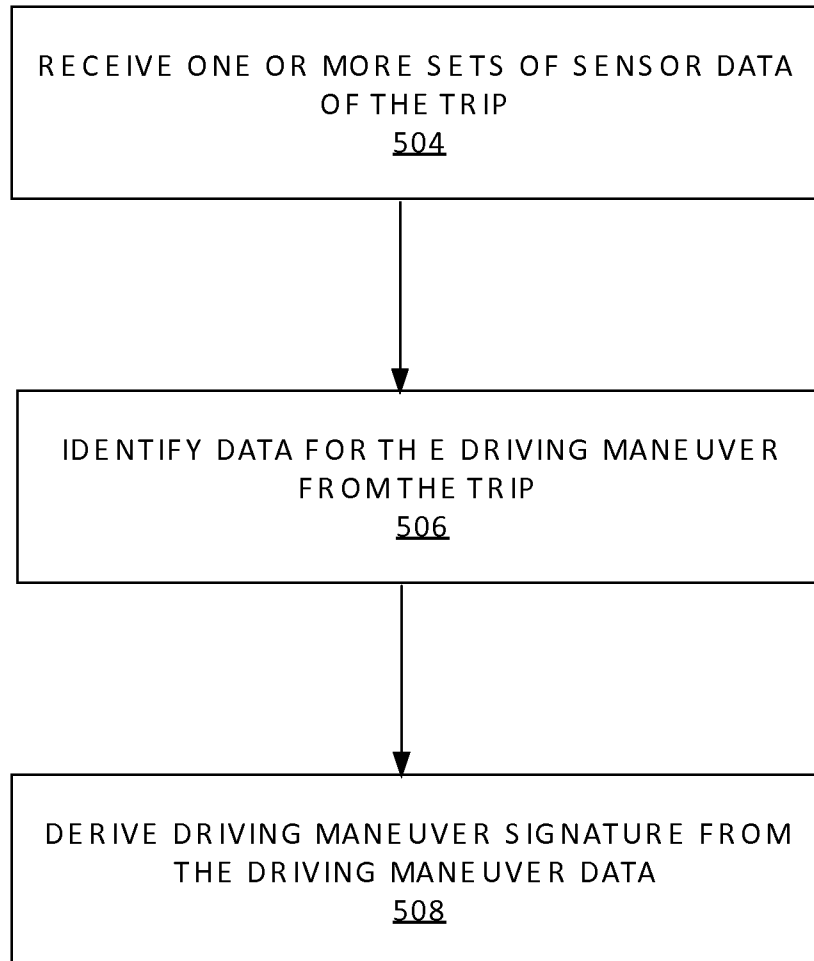 RECEIVE ONE OR MORE SETS OF SENSOR DATA
OF THE TRIP
504
IDENTIFY DATA FOR THE DRIVING MANEUVER
FROM THE TRIP
506
DERIVE DRIVING MANEUVER SIGNATURE FROM
THE DRIVING MANEUVER DATA
508